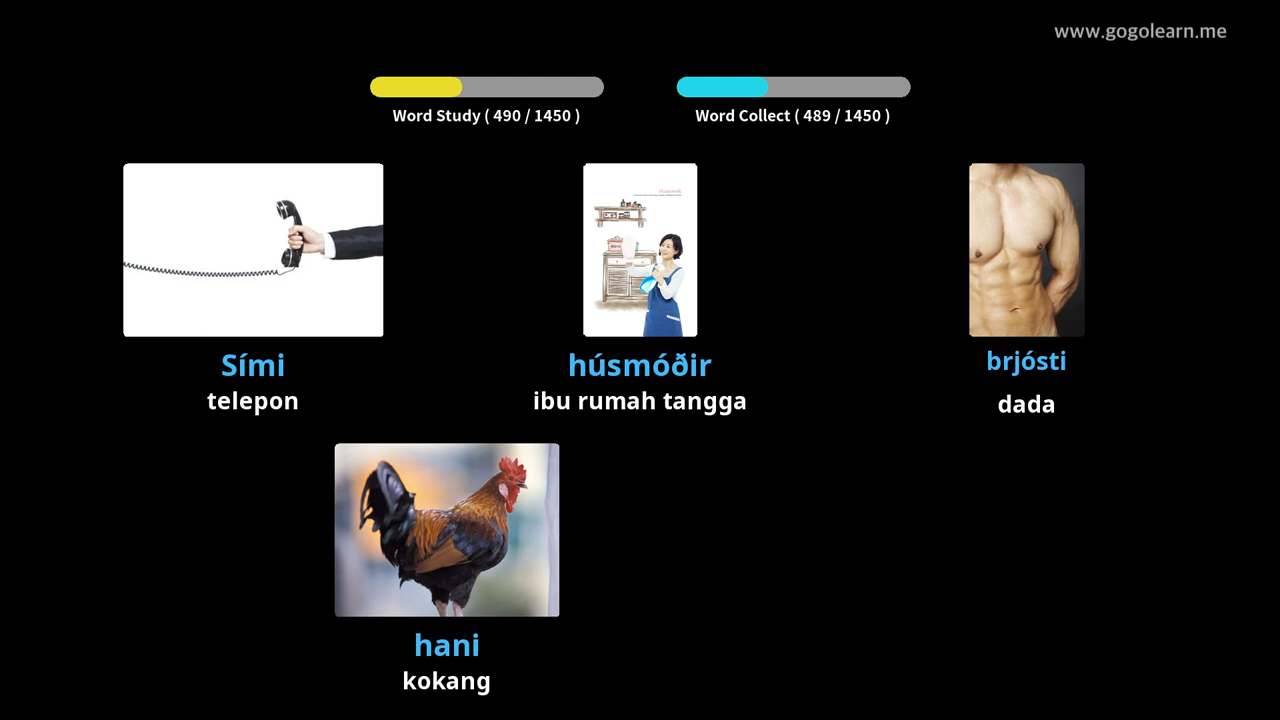 www.gogolearn.me
Word Study ( 490 / 1450 )
Word Collect ( 489 / 1450 )
Sími
telepon
húsmóðir
ibu rumah tangga
brjósti
dada
hani
kokang